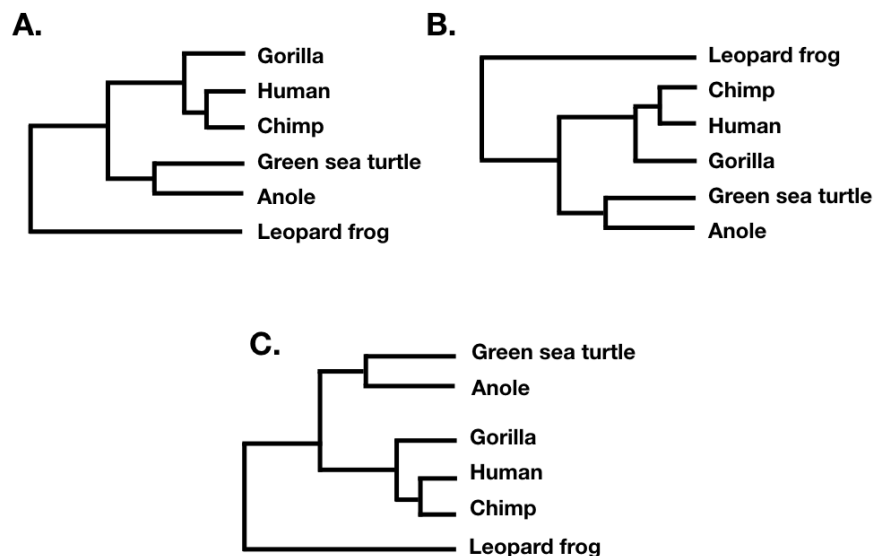 A.
Gorilla
Human
Chimp
Green sea turtle
Anole
Leopard frog
B.
Leopard frog
Chimp
Human
Gorilla
Green sea turtle
Anole
C.
Green sea turtle
Anole
Gorilla
Human
Chimp
Leopard frog